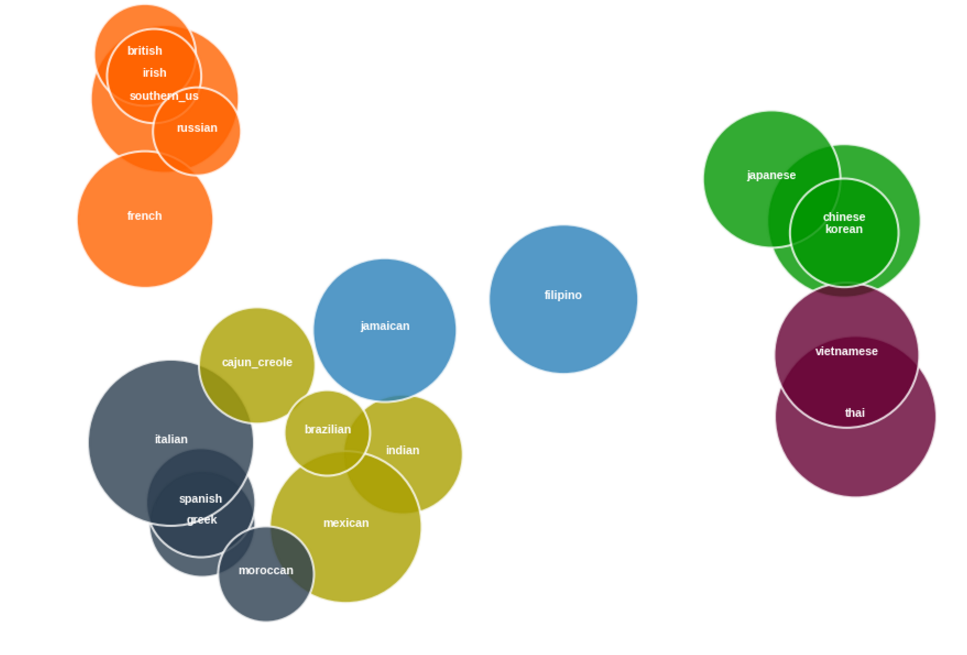 british
irish
southern_us
russian
french
japanese
chinese
korean
filipino
jamaican
vietnamese
cajun_creole
thai
brazilian
italian
indian
spanish
greek
mexican
moroccan